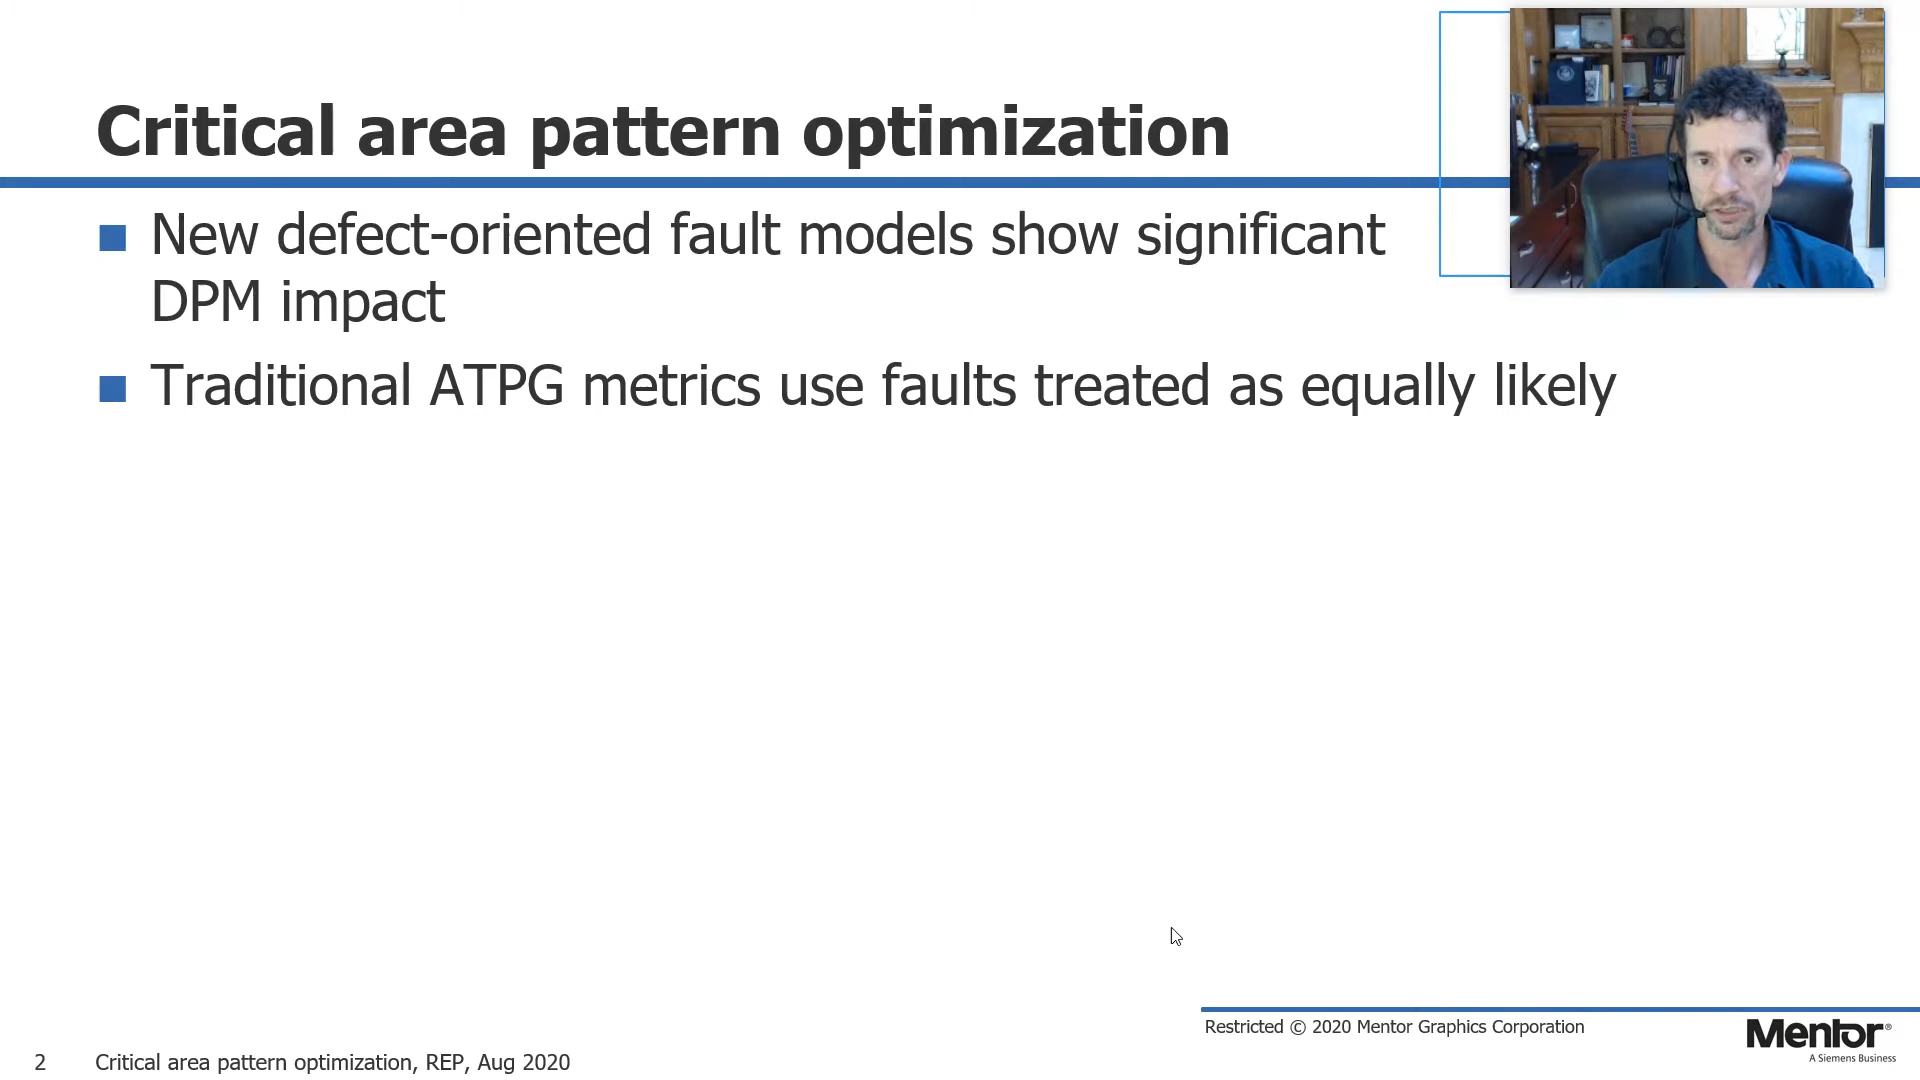 Critical area pattern optimization
New defect-oriented fault models show significant
DPM impact
Traditional ATPG metrics use faults treated as equally likely
Restricted © 2020 Mentor Graphics Corporation
Mentor®
A Siemens Business
2 Critical area pattern optimization, REP, Aug 2020